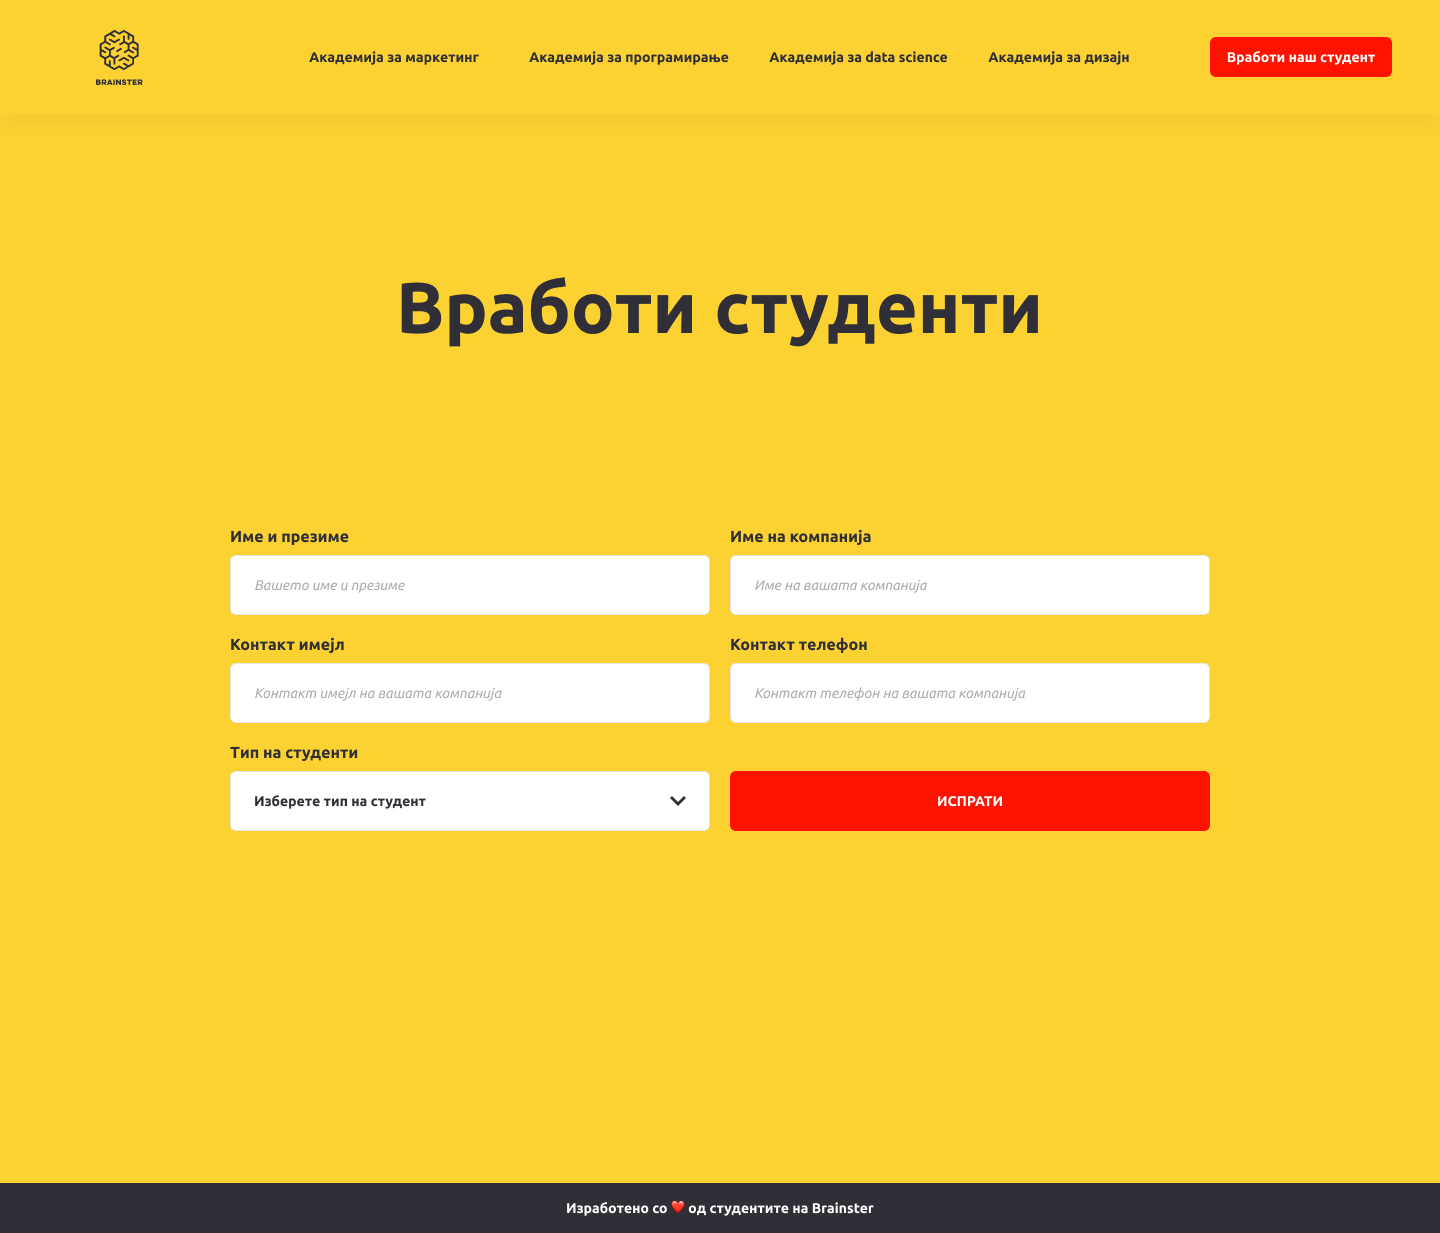 BRAINSTER
Академија за маркетинг
Академија за програмирање
Академија за data science
Академија за дизајн
Вработи наш студент
Вработи студенти
Име и презиме
Вашето име и презиме
Име на компанија
Име на вашата компанија
Контакт имејл
Контакт имејл на вашата компанија
Контакт телефон
Контакт телефон на вашата компанија
Тип на студенти
Изберете тип на студент
ИСПРАТИ
Изработено со ❤️ од студентите на Brainster